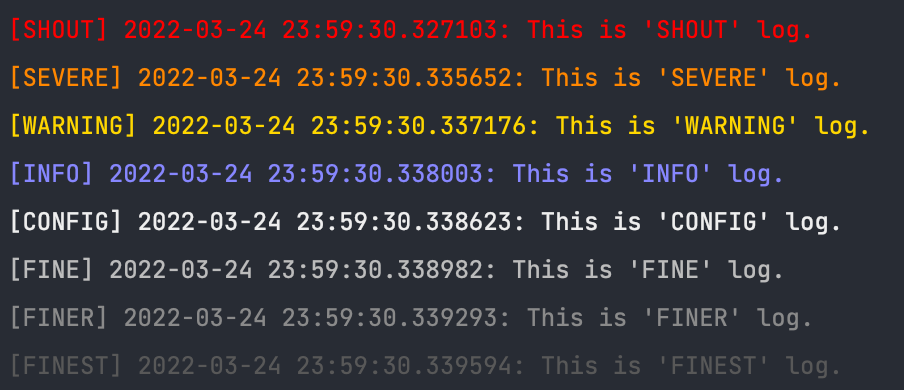 [SHOUT] 2022-03-24 23:59:30.327103: This is 'SHOUT' log.
[SEVERE] 2022-03-24 23:59:30.335652: This is 'SEVERE' log.
[WARNING] 2022-03-24 23:59:30.337176: This is 'WARNING' log.
[INFO] 2022-03-24 23:59:30.338003: This is 'INFO' log.
[CONFIG] 2022-03-24 23:59:30.338623: This is 'CONFIG' log.
[FINE] 2022-03-24 23:59:30.338982: This is 'FINE' log.
[FINER] 2022-03-24 23:59:30.339293: This is 'FINER' log.
[FINEST] 2022-03-24 23:59:30.339594: This is 'FINEST' log.